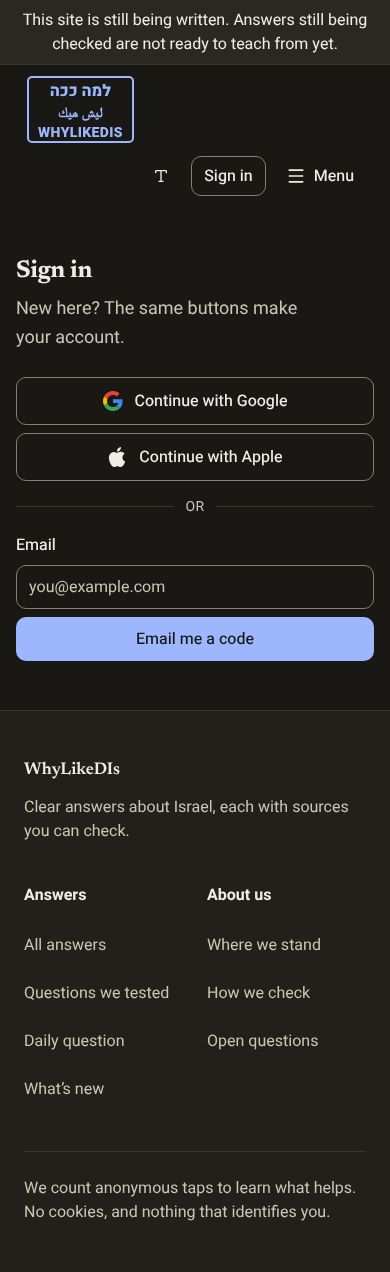 This site is still being written. Answers still being
checked are not ready to teach from yet.
למה ככה
ليش هيك
WHYLIKEDIS
T
Sign in
Menu
Sign in
New here? The same buttons make
your account.
Continue with Google
Continue with Apple
OR
Email
you@example.com
Email me a code
WhyLikeDIs
Clear answers about Israel, each with sources
you can check.
Answers
About us
All answers
Where we stand
Questions we tested
How we check
Daily question
Open questions
What's new
We count anonymous taps to learn what helps.
No cookies, and nothing that identifies you.